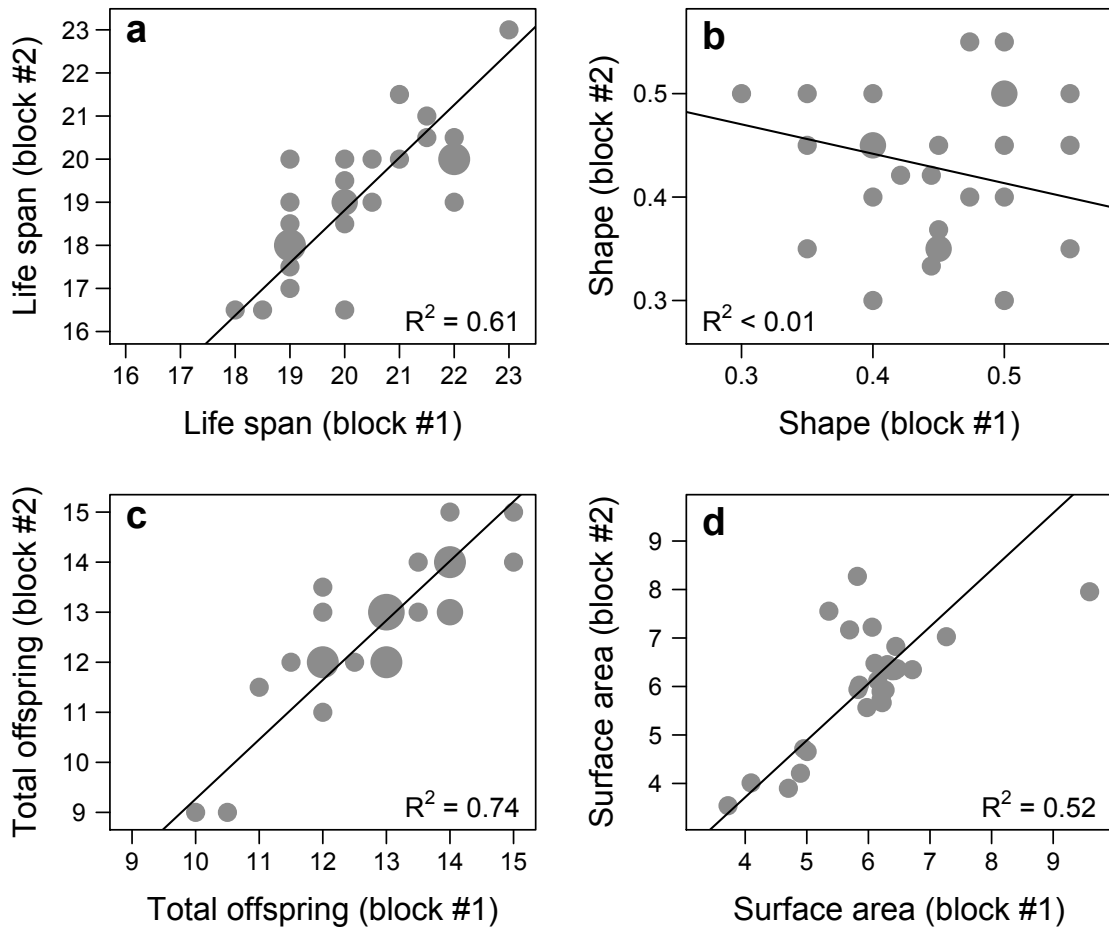 a
Life span (block #2)
23
22
21
20
19
18
17
16
R² = 0.61
16 17 18 19 20 21 22 23
Life span (block #1)
b
Shape (block #2)
0.5
0.4
0.3
R² < 0.01
0.3 0.4 0.5
Shape (block #1)
c
Total offspring (block #2)
15
14
13
12
11
10
9
R² = 0.74
9 10 11 12 13 14 15
Total offspring (block #1)
d
Surface area (block #2)
9
8
7
6
5
4
R² = 0.52
4 5 6 7 8 9
Surface area (block #1)